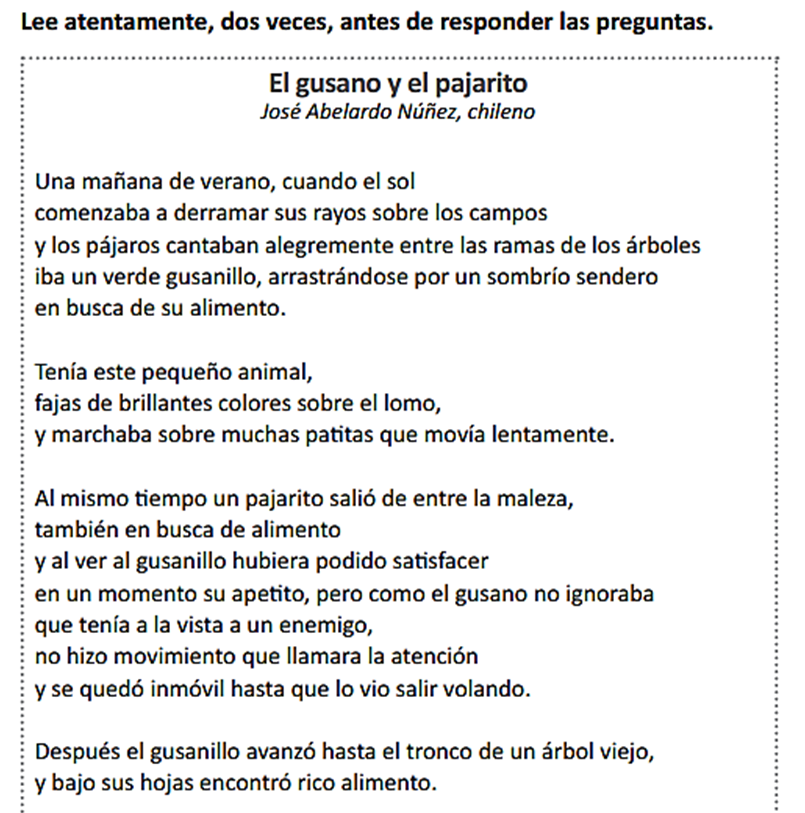 Lee atentamente, dos veces, antes de responder las preguntas.
El gusano y el pajarito
José Abelardo Núñez, chileno
Una mañana de verano, cuando el sol
comenzaba a derramar sus rayos sobre los campos
y los pájaros cantaban alegremente entre las ramas de los árboles
iba un verde gusanillo, arrastrándose por un sombrío sendero
en busca de su alimento.
Tenía este pequeño animal,
fajas de brillantes colores sobre el lomo,
y marchaba sobre muchas patitas que movía lentamente.
Al mismo tiempo un pajarito salió de entre la maleza,
también en busca de alimento
y al ver al gusanillo hubiera podido satisfacer
en un momento su apetito, pero como el gusano no ignoraba
que tenía a la vista a un enemigo,
no hizo movimiento que llamara la atención
y se quedó inmóvil hasta que lo vio salir volando.
Después el gusanillo avanzó hasta el tronco de un árbol viejo,
y bajo sus hojas encontró rico alimento.